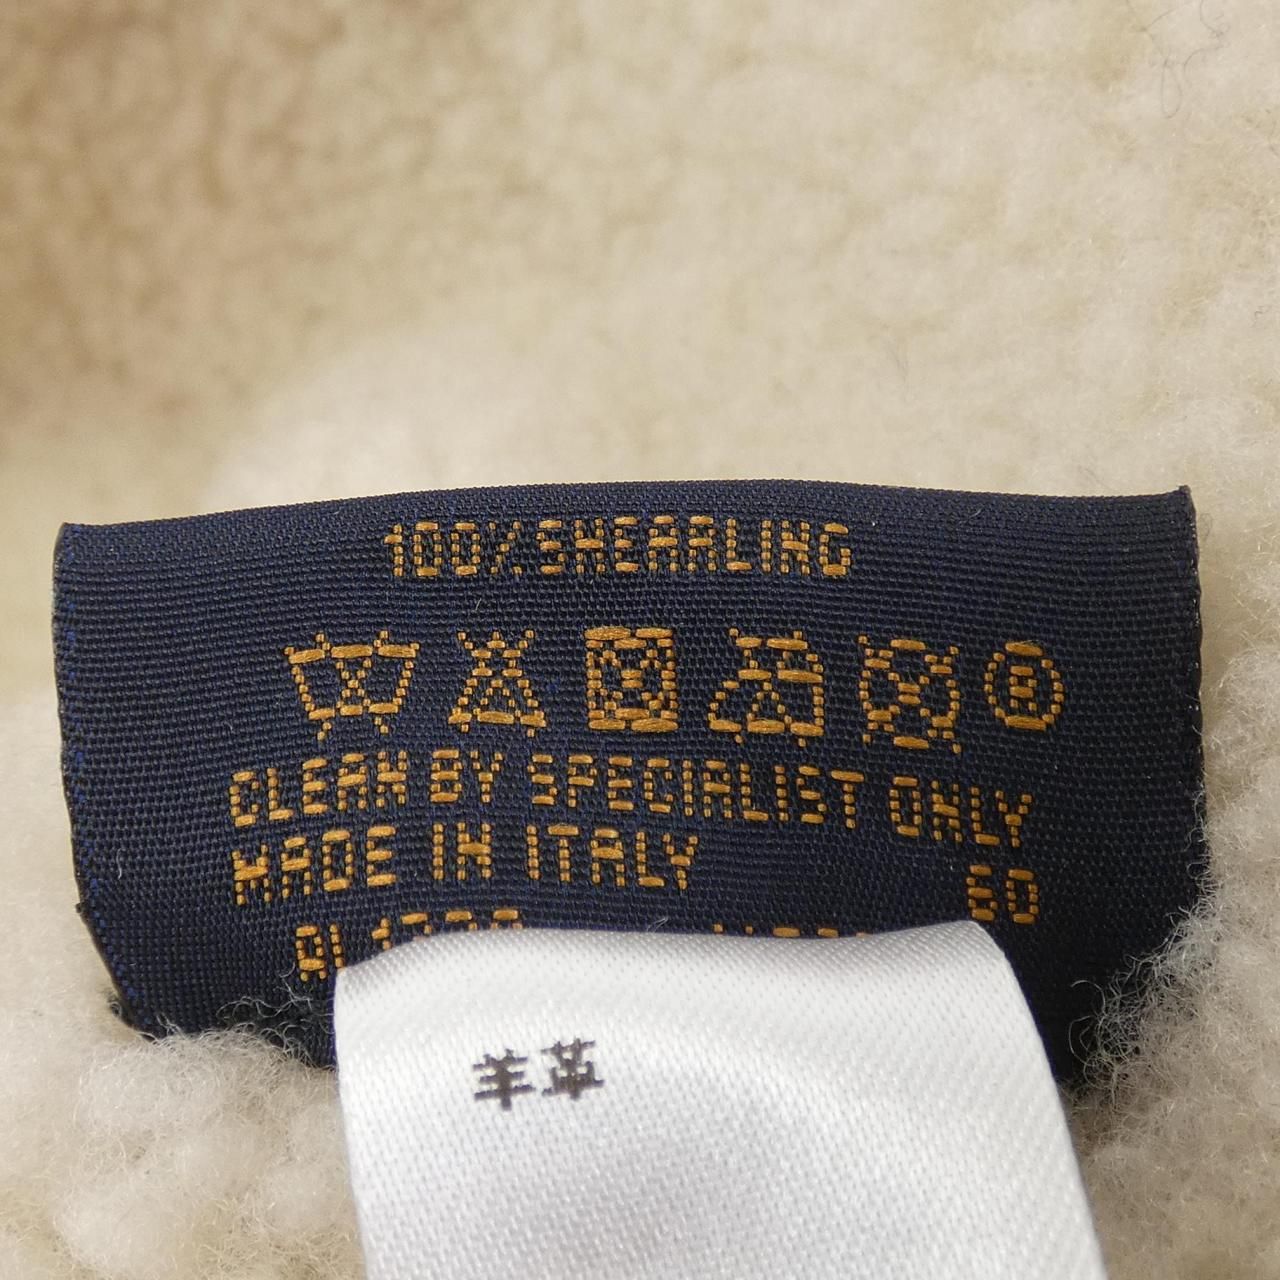 100% SHEARLING
CLEAN BY SPECIALIST ONLY
MADE IN ITALY
60
羊革